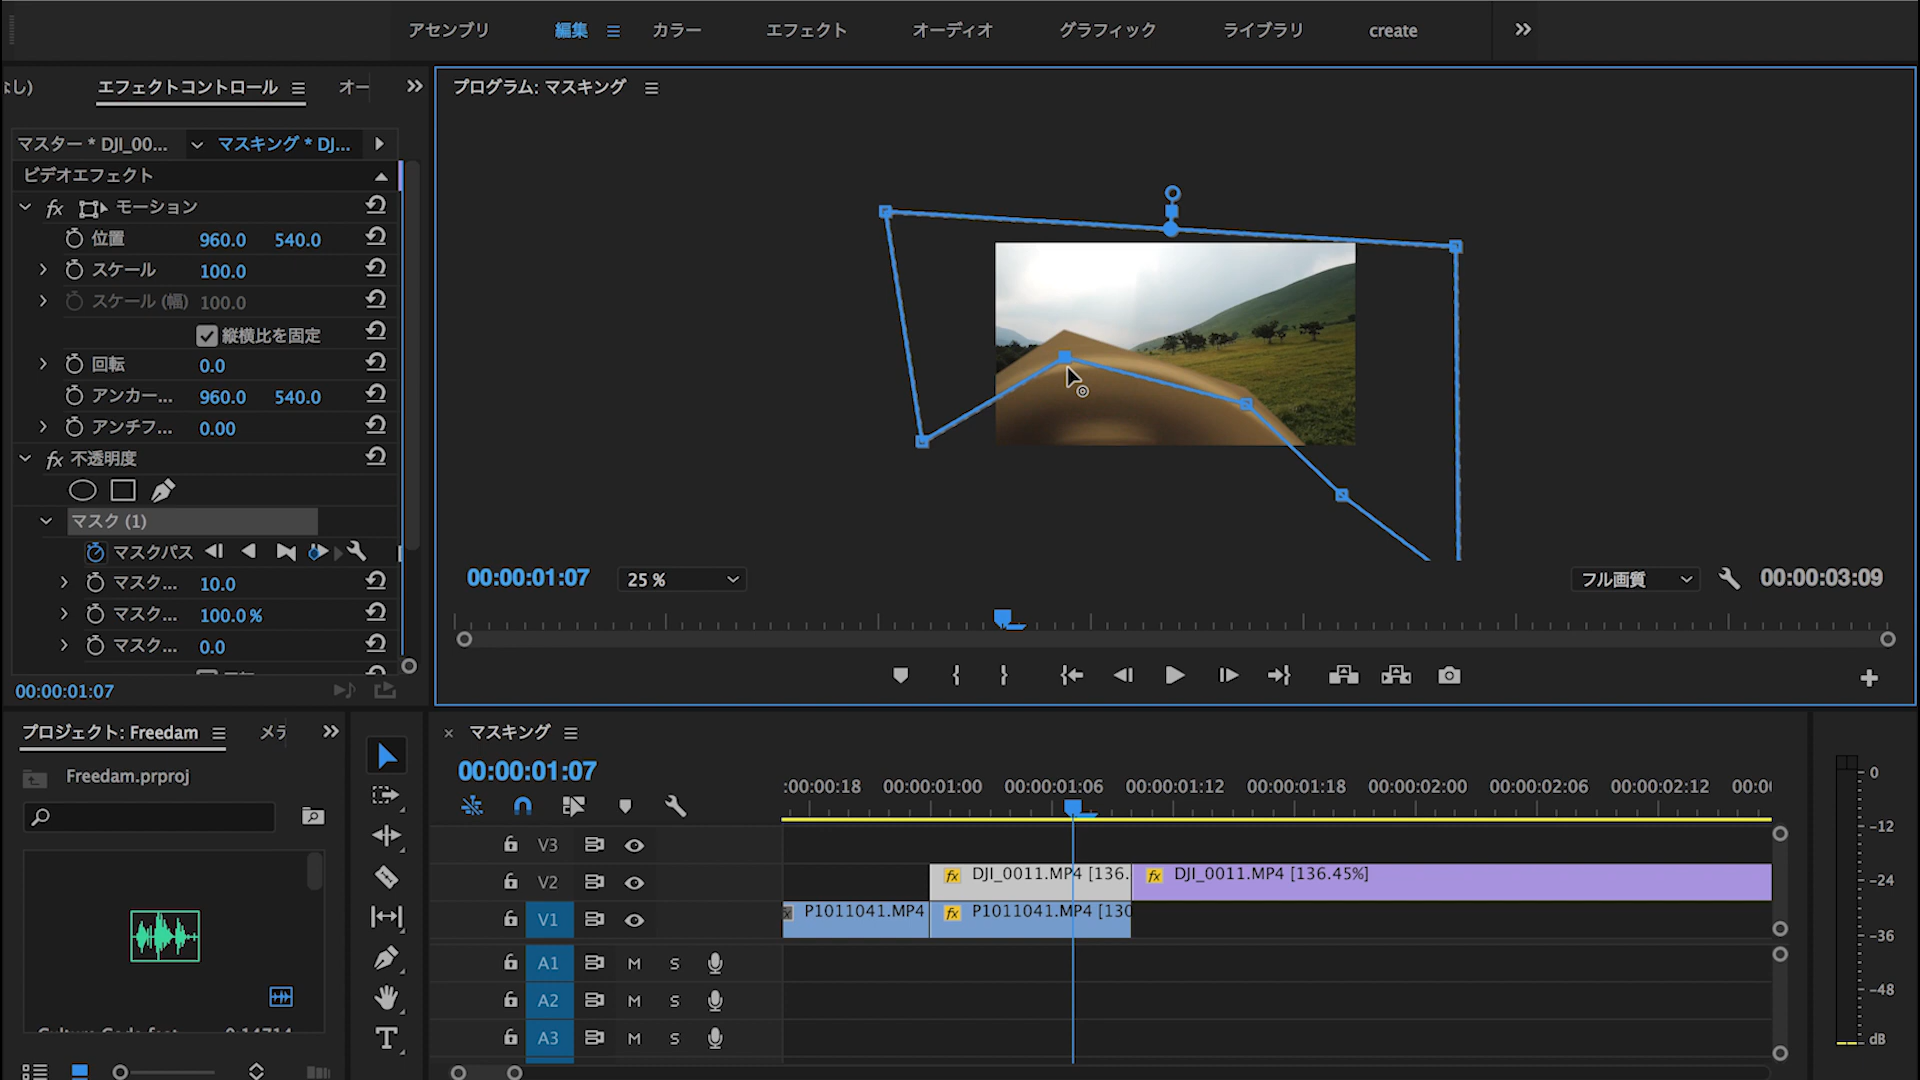 アセンブリ 編集 カラー エフェクト オーディオ グラフィック ライブラリ create
エフェクトコントロール オー
プログラム: マスキング
マスター * DJI_00... マスキング * DJ...
ビデオエフェクト
fx モーション
位置 960.0 540.0
スケール 100.0
スケール (幅) 100.0
縦横比を固定
回転 0.0
アンカー... 960.0 540.0
アンチフ... 0.00
fx 不透明度
マスク (1)
マスクパス
マスク... 10.0
マスク... 100.0 %
マスク... 0.0
00:00:01:07
00:00:01:07 25 % フル画質 00:00:03:09
プロジェクト: Freedam メテ
Freedam.prproj
マスキング
00:00:01:07
:00:00:18 00:00:01:00 00:00:01:06 00:00:01:12 00:00:01:18 00:00:02:00 00:00:02:06 00:00:02:12 00:0
V3
V2 fx DJI_0011.MP4 [136. fx DJI_0011.MP4 [136.45%]
V1 P1011041.MP4 fx P1011041.MP4 [130
A1 M S
A2 M S
A3 M S
T
0
-12
-24
-36
-48
dB